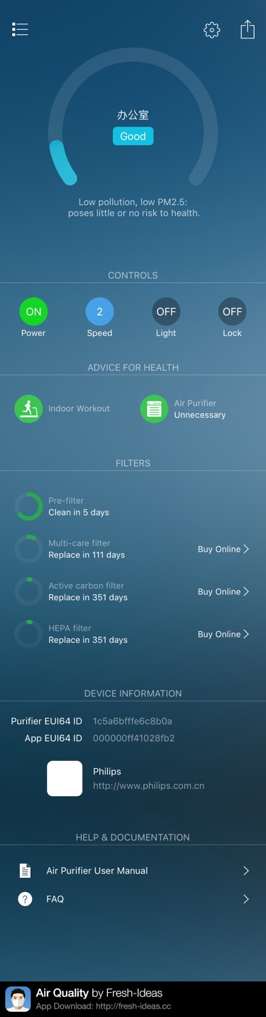 办公室
Good
Low pollution, low PM2.5:
poses little or no risk to health.
CONTROLS
ON
2
OFF
OFF
Power
Speed
Light
Lock
ADVICE FOR HEALTH
Indoor Workout
Air Purifier
Unnecessary
FILTERS
Pre-filter
Clean in 5 days
Multi-care filter
Replace in 111 days
Buy Online
Active carbon filter
Replace in 351 days
Buy Online
HEPA filter
Replace in 351 days
Buy Online
DEVICE INFORMATION
Purifier EUI64 ID 1c5a6bfffe6c8b0a
App EUI64 ID 000000ff41028fb2
Philips
http://www.philips.com.cn
HELP & DOCUMENTATION
Air Purifier User Manual
? FAQ
Air Quality by Fresh-Ideas
App Download: http://fresh-ideas.cc